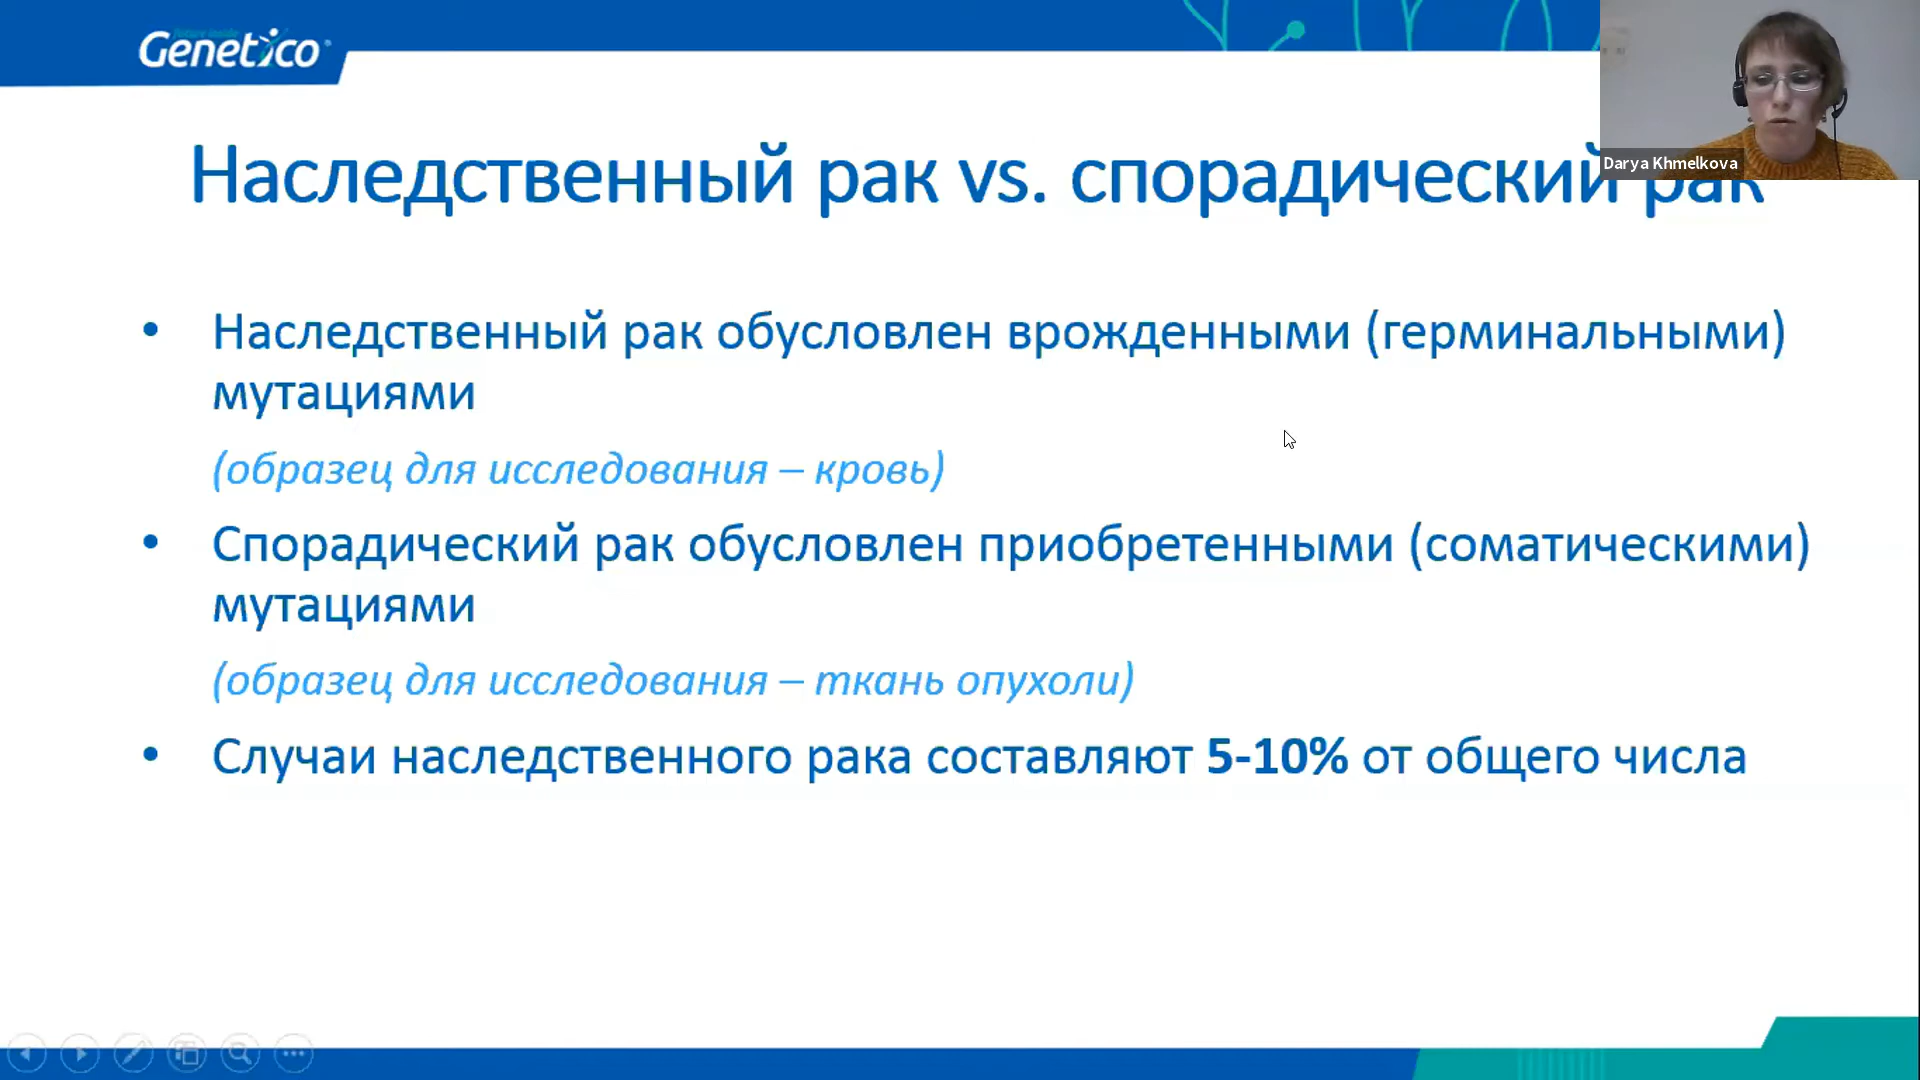 Genetico
Darya Khmelkova
Наследственный рак vs. спорадический рак
• Наследственный рак обусловлен врожденными (герминальными)
мутациями
(образец для исследования – кровь)
• Спорадический рак обусловлен приобретенными (соматическими)
мутациями
(образец для исследования – ткань опухоли)
• Случаи наследственного рака составляют 5-10% от общего числа